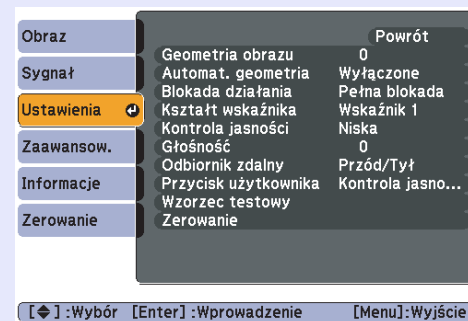 Obraz
Sygnał
Ustawienia
Zaawansow.
Informacje
Zerowanie
Powrót
Geometria obrazu 0
Automat. geometria Wyłączone
Blokada działania Pełna blokada
Kształt wskaźnika Wskaźnik 1
Kontrola jasności Niska
Głośność 0
Odbiornik zdalny Przód/Tył
Przycisk użytkownika Kontrola jasno...
Wzorzec testowy
Zerowanie
[ ] :Wybór [Enter] :Wprowadzenie [Menu]:Wyjście